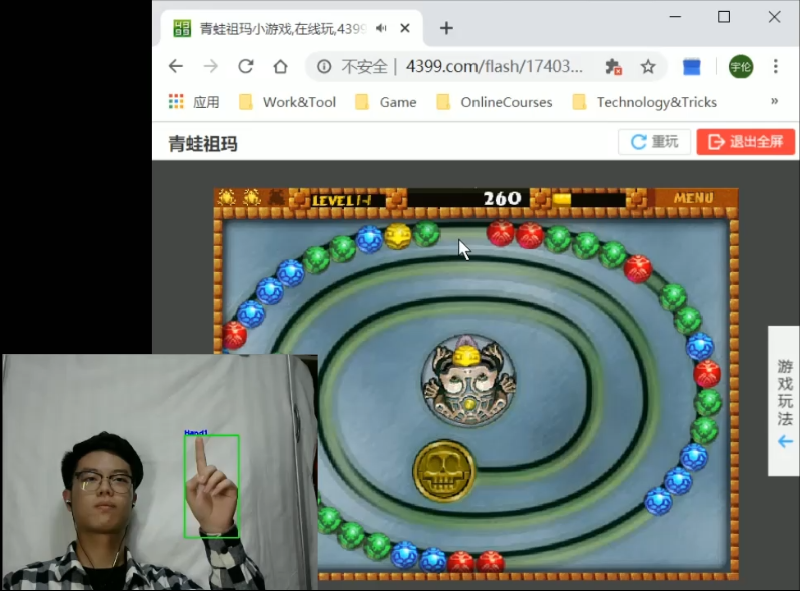 青蛙祖玛小游戏,在线玩,4399
不安全 | 4399.com/flash/17403...
宇伦
应用 Work&Tool Game OnlineCourses Technology&Tricks »
青蛙祖玛 重玩 退出全屏
LEVEL 1-1 260 MENU
游戏玩法
Hand1